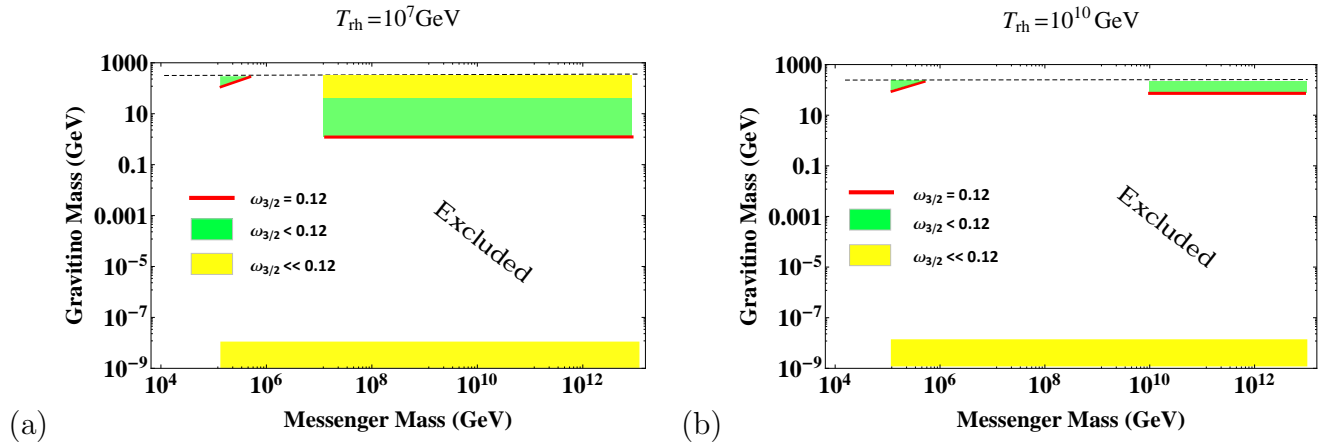 T_rh = 10^7 GeV
Gravitino Mass (GeV)
1000
10
0.1
0.001
10^-5
10^-7
10^-9
ω_3/2 = 0.12
ω_3/2 < 0.12
ω_3/2 << 0.12
Excluded
10^4 10^6 10^8 10^10 10^12
Messenger Mass (GeV)
(a)
T_rh = 10^10 GeV
Gravitino Mass (GeV)
1000
10
0.1
0.001
10^-5
10^-7
10^-9
ω_3/2 = 0.12
ω_3/2 < 0.12
ω_3/2 << 0.12
Excluded
10^4 10^6 10^8 10^10 10^12
Messenger Mass (GeV)
(b)